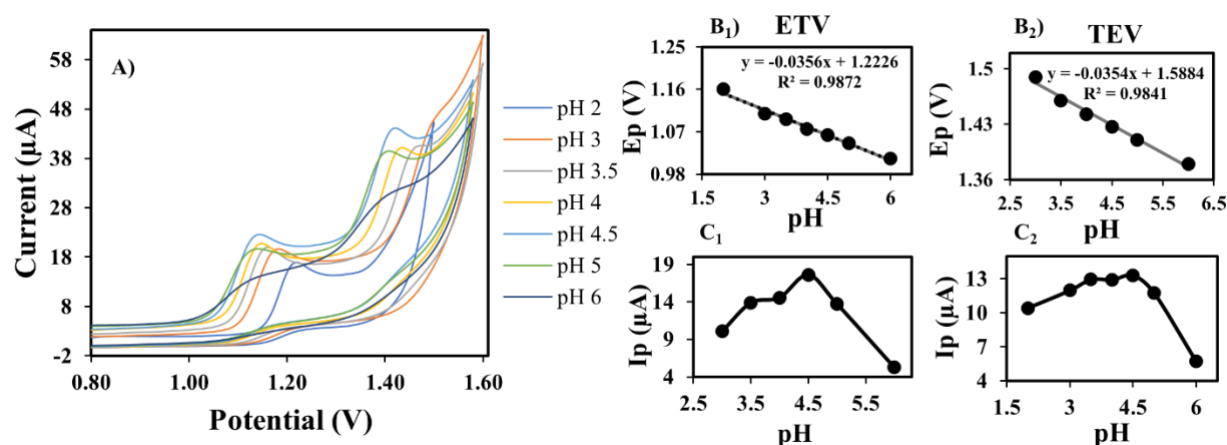 A)
58
48
38
28
18
8
-2
0.80 1.00 1.20 1.40 1.60
Current (µA)
Potential (V)
pH 2
pH 3
pH 3.5
pH 4
pH 4.5
pH 5
pH 6
B1) ETV
1.25
1.16
1.07
0.98
y = -0.0356x + 1.2226
R² = 0.9872
Ep (V)
1.5 3 4.5 6
pH
B2) TEV
1.5
1.43
1.36
y = -0.0354x + 1.5884
R² = 0.9841
Ep (V)
2.5 3.5 4.5 5.5 6.5
pH
C1
19
14
9
4
Ip (µA)
2.5 3.5 4.5 5.5
pH
C2
13
10
7
4
Ip (µA)
1.5 3 4.5 6
pH